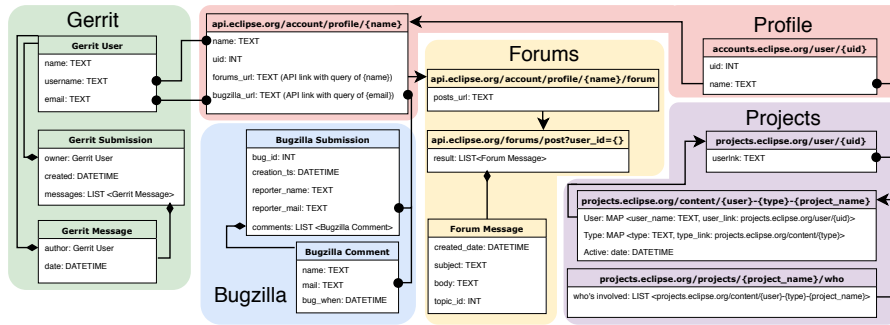 Gerrit
Gerrit User
name: TEXT
username: TEXT
email: TEXT
Gerrit Submission
owner: Gerrit User
created: DATETIME
messages: LIST <Gerrit Message>
Gerrit Message
author: Gerrit User
date: DATETIME
api.eclipse.org/account/profile/{name}
name: TEXT
uid: INT
forums_url: TEXT (API link with query of {name})
bugzilla_url: TEXT (API link with query of {email})
Bugzilla Submission
bug_id: INT
creation_ts: DATETIME
reporter_name: TEXT
reporter_mail: TEXT
comments: LIST <Bugzilla Comment>
Bugzilla Comment
name: TEXT
mail: TEXT
bug_when: DATETIME
Bugzilla
Forums
api.eclipse.org/account/profile/{name}/forum
posts_url: TEXT
api.eclipse.org/forums/post?user_id={}
result: LIST<Forum Message>
Forum Message
created_date: DATETIME
subject: TEXT
body: TEXT
topic_id: INT
Profile
accounts.eclipse.org/user/{uid}
uid: INT
name: TEXT
Projects
projects.eclipse.org/user/{uid}
userlnk: TEXT
projects.eclipse.org/content/{user}-{type}-{project_name}
User: MAP <user_name: TEXT, user_link: projects.eclipse.org/user/{uid}>
Type: MAP <type: TEXT, type_link: projects.eclipse.org/content/{type}>
Active: date: DATETIME
projects.eclipse.org/projects/{project_name}/who
who's involved: LIST <projects.eclipse.org/content/{user}-{type}-{project_name}>